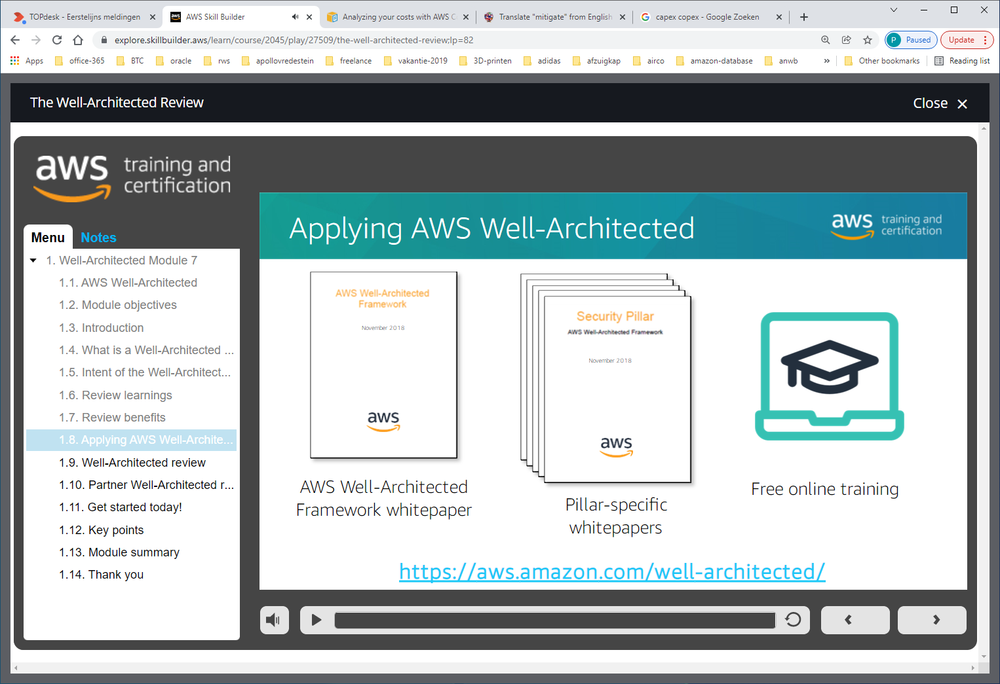 TOPdesk - Eerstelijns meldingen
AWS Skill Builder
Analyzing your costs with AWS C
Translate "mitigate" from English
capex copex - Google Zoeken
explore.skillbuilder.aws/learn/course/2045/play/27509/the-well-architected-review;lp=82
P Paused
Update
Apps
office-365
BTC
oracle
rws
apollovredestein
freelance
vakantie-2019
3D-printen
adidas
afzuigkap
airco
amazon-database
anwb
»
Other bookmarks
Reading list
The Well-Architected Review
Close
aws training and
certification
Menu
Notes
1. Well-Architected Module 7
1.1. AWS Well-Architected
1.2. Module objectives
1.3. Introduction
1.4. What is a Well-Architected ...
1.5. Intent of the Well-Architect...
1.6. Review learnings
1.7. Review benefits
1.8. Applying AWS Well-Archite...
1.9. Well-Architected review
1.10. Partner Well-Architected r...
1.11. Get started today!
1.12. Key points
1.13. Module summary
1.14. Thank you
Applying AWS Well-Architected
aws training and
certification
AWS Well-Architected
Framework
November 2018
aws
AWS Well-Architected
Framework whitepaper
Security Pillar
AWS Well-Architected Framework
November 2018
aws
Pillar-specific
whitepapers
Free online training
https://aws.amazon.com/well-architected/